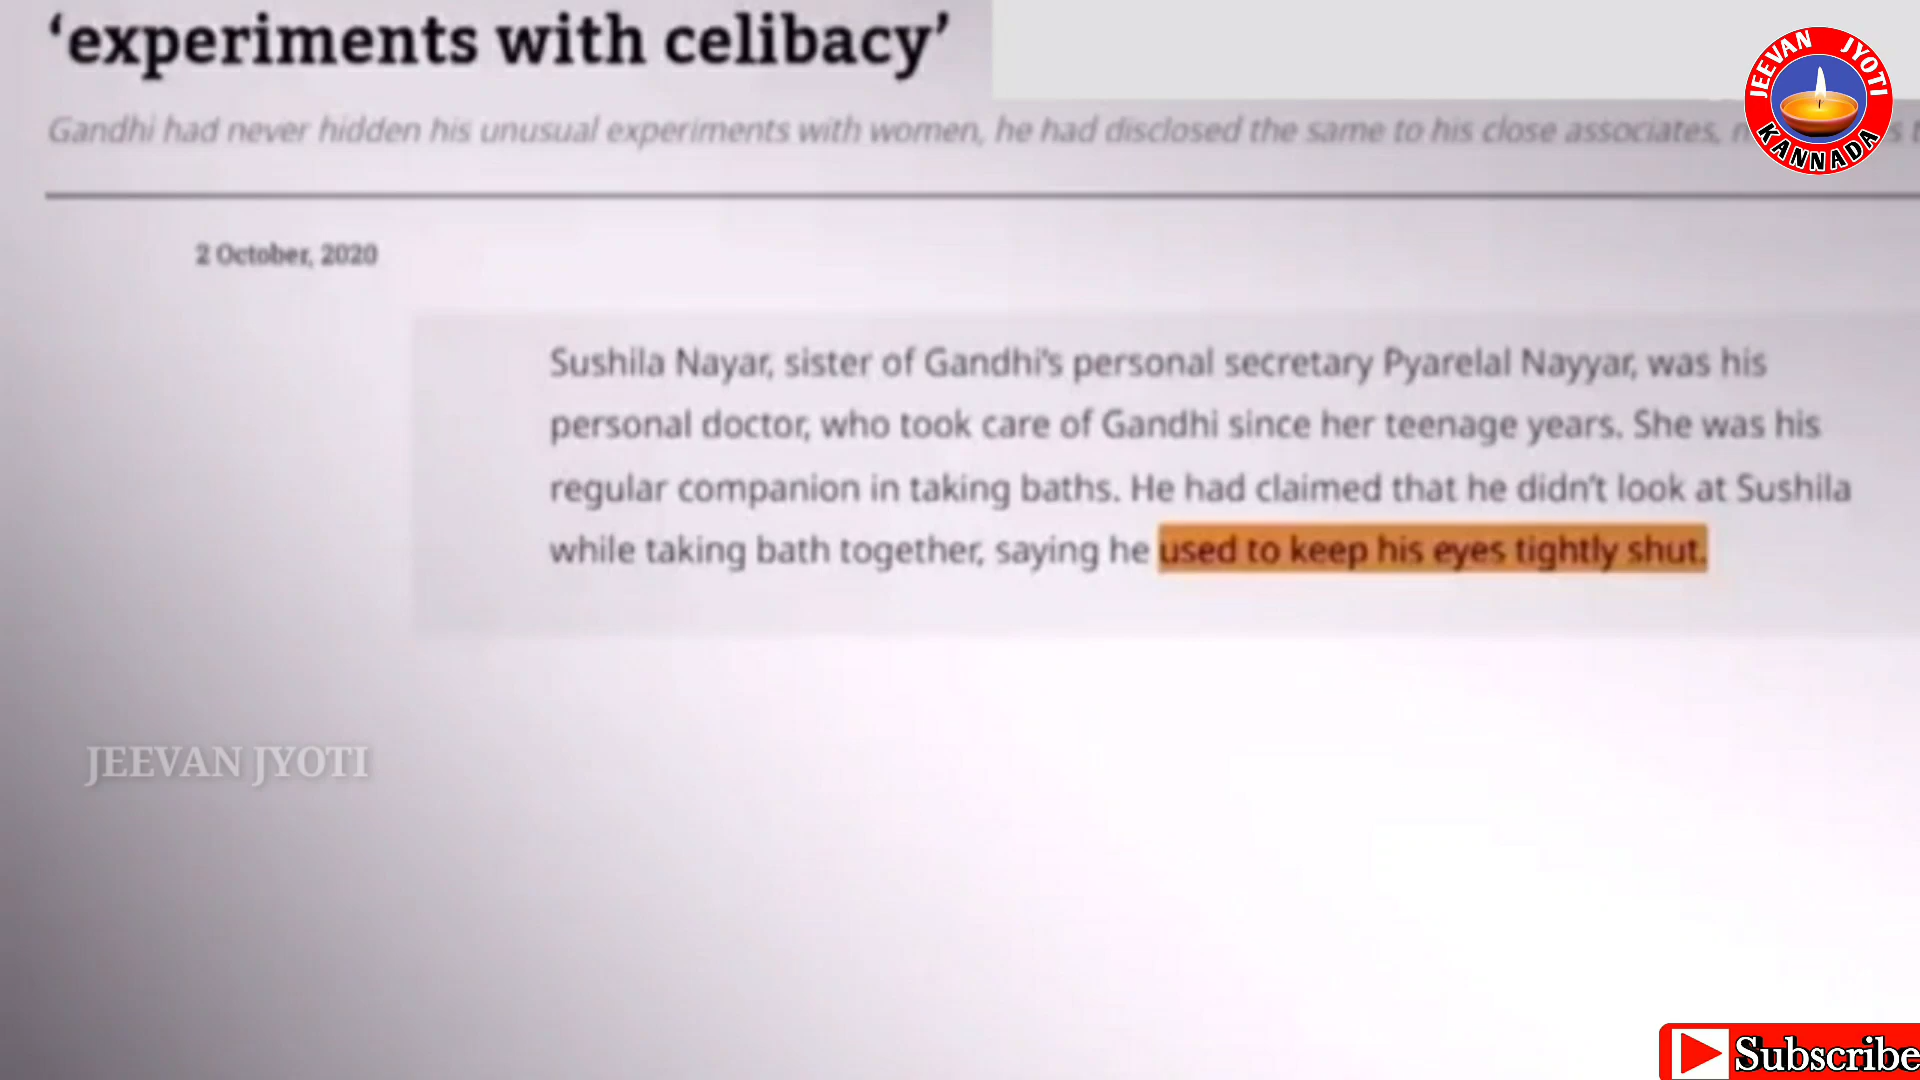 ‘experiments with celibacy’
Gandhi had never hidden his unusual experiments with women, he had disclosed the same to his close associates,
2 October, 2020
Sushila Nayar, sister of Gandhi's personal secretary Pyarelal Nayyar, was his
personal doctor, who took care of Gandhi since her teenage years. She was his
regular companion in taking baths. He had claimed that he didn't look at Sushila
while taking bath together, saying he used to keep his eyes tightly shut.
JEEVAN JYOTI
KANNADA
JEEVAN JYOTI
Subscribe